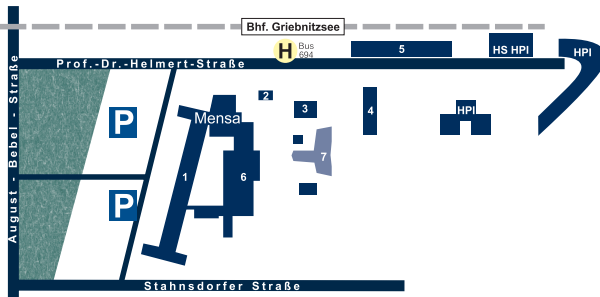 Bhf. Griebnitzsee
H Bus
694
5
HS HPI
HPI
Prof.-Dr.-Helmert-Straße
August - Bebel - Straße
2
3
4
HPI
P
Mensa
7
1
6
P
Stahnsdorfer Straße